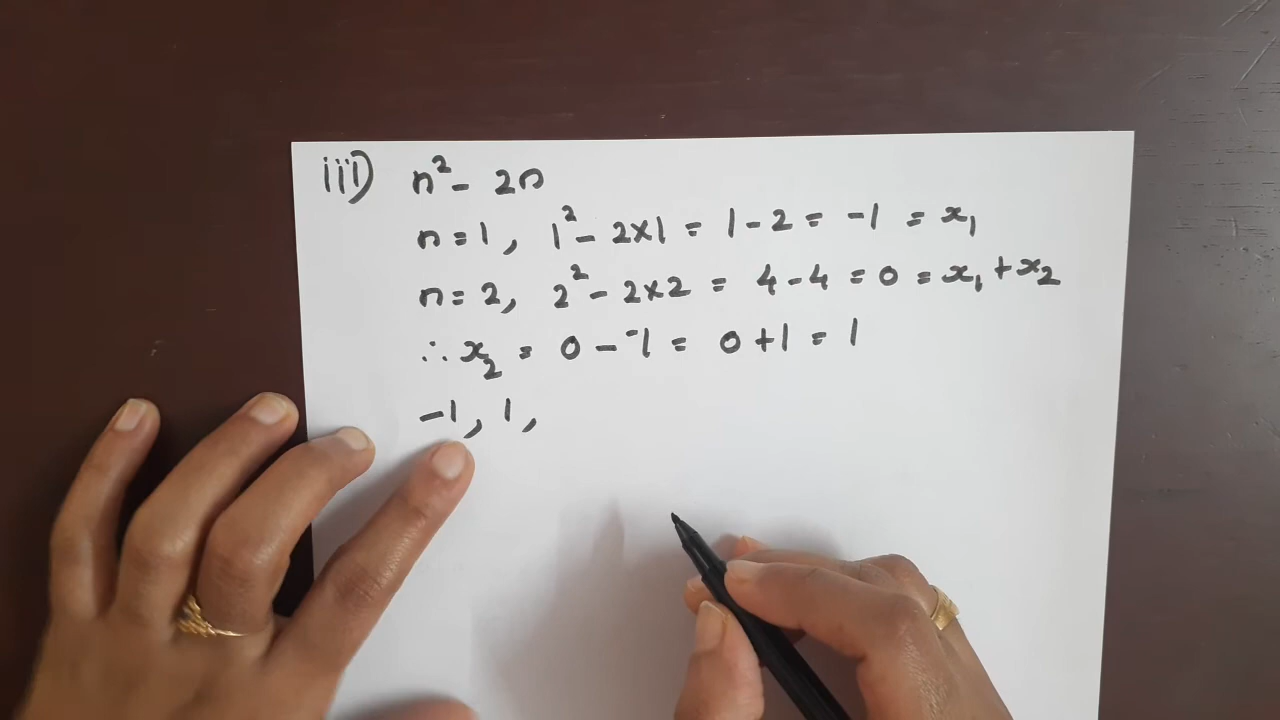 iii) n² - 2n
n = 1, 1² - 2×1 = 1 - 2 = -1 = x₁
n = 2, 2² - 2×2 = 4 - 4 = 0 = x₁ + x₂
∴ x₂ = 0 - ⁻1 = 0 + 1 = 1
-1, 1,